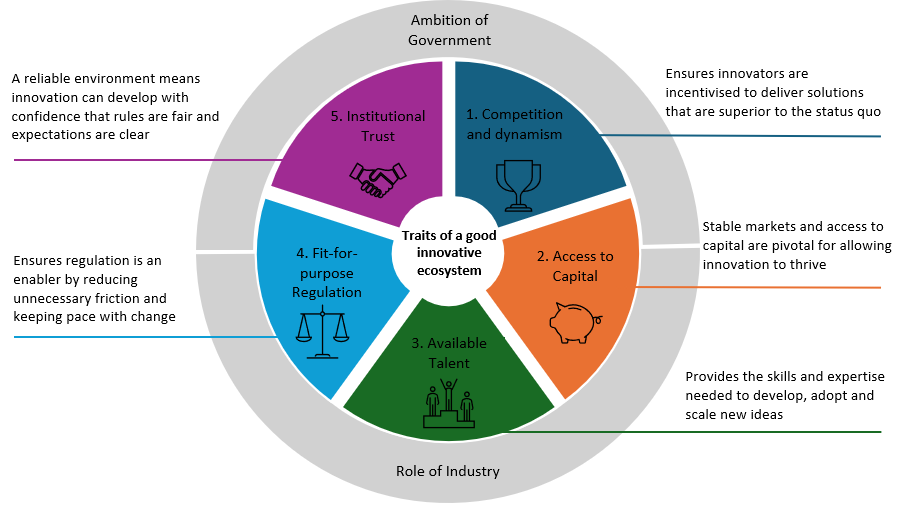 Ambition of
Government
A reliable environment means
innovation can develop with
confidence that rules are fair and
expectations are clear
Ensures innovators are
incentivised to deliver solutions
that are superior to the status quo
5. Institutional
Trust
1. Competition
and dynamism
Traits of a good
innovative
ecosystem
Stable markets and access to
capital are pivotal for allowing
innovation to thrive
2. Access to
Capital
4. Fit-for-
purpose
Regulation
Ensures regulation is an
enabler by reducing
unnecessary friction and
keeping pace with change
3. Available
Talent
Provides the skills and expertise
needed to develop, adopt and
scale new ideas
Role of Industry